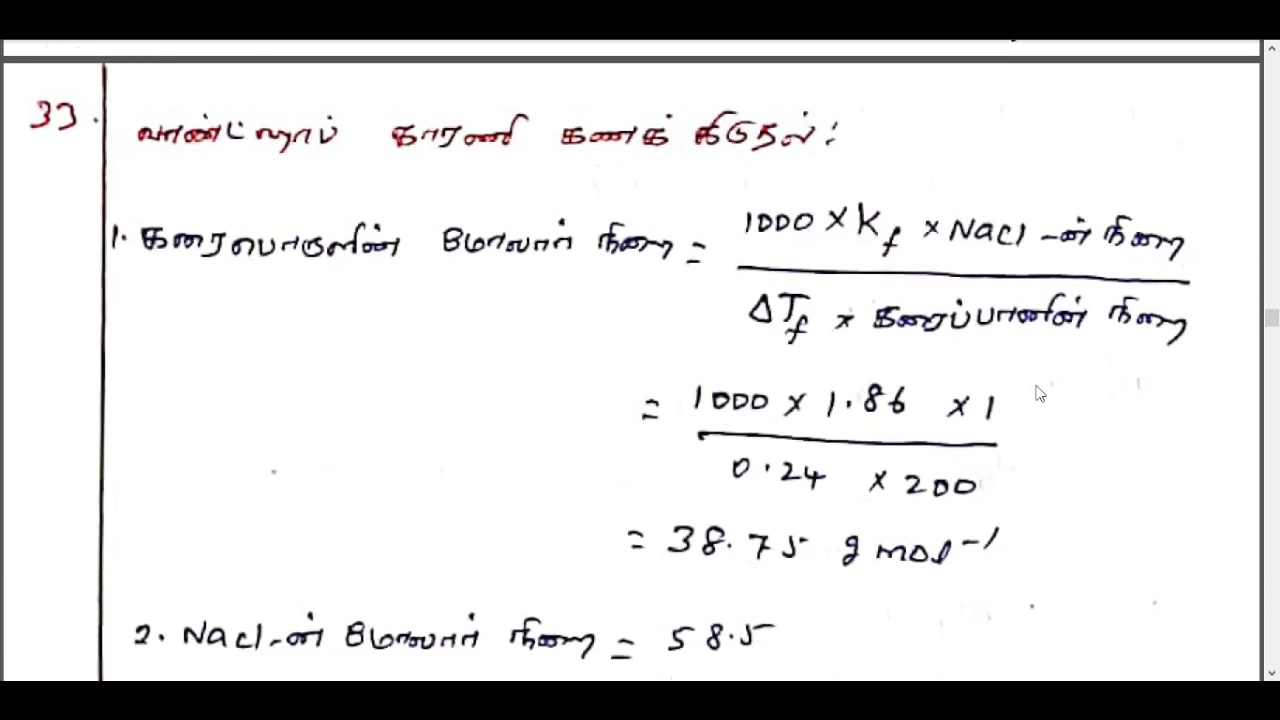 33. வாண்ட்ஹாப் காரணி கணக்கிடுதல்:
1. கரைபொருளின் மோலார் நிறை = 1000 × Kf × NaCl -ன் நிறை
ΔTf × கரைப்பானின் நிறை
= 1000 × 1.86 × 1
0.24 × 200
= 38.75 g mol-1
2. NaCl-ன் மோலார் நிறை = 58.5